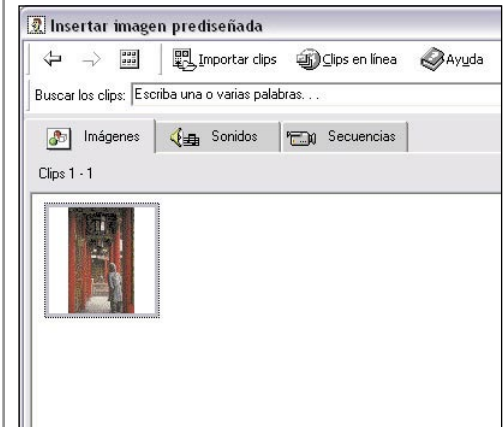 Insertar imagen prediseñada
Importar clips Clips en línea Ayuda
Buscar los clips: Escriba una o varias palabras. . .
Imágenes Sonidos Secuencias
Clips 1 - 1